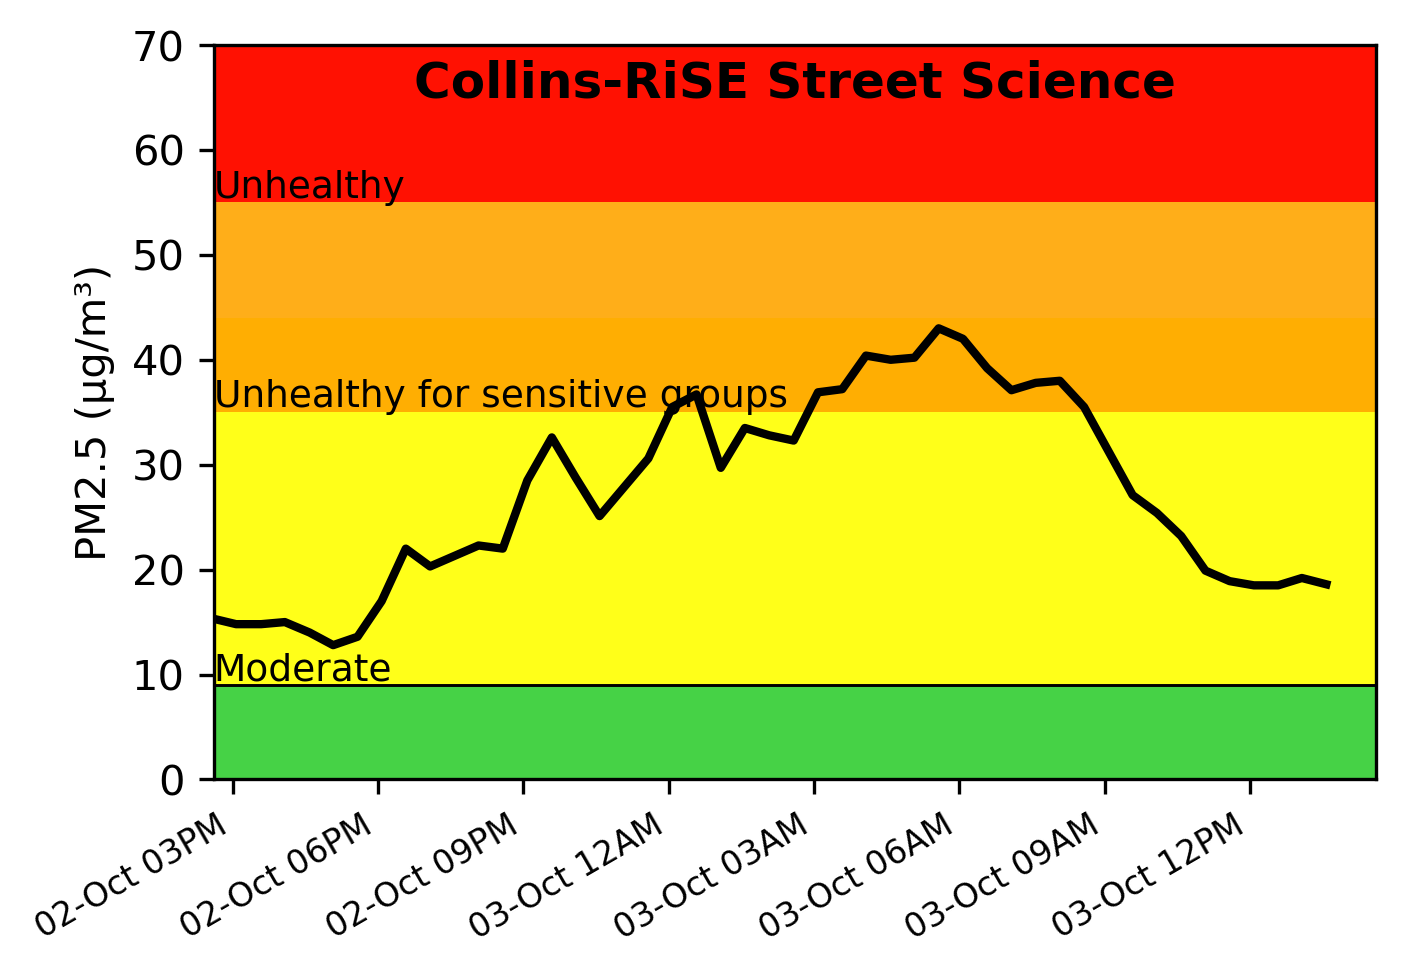 Collins-RiSE Street Science
70
60
Unhealthy
50
40
Unhealthy for sensitive groups
30
20
Moderate
10
0
PM2.5 (µg/m³)
02-Oct 03PM
02-Oct 06PM
02-Oct 09PM
03-Oct 12AM
03-Oct 03AM
03-Oct 06AM
03-Oct 09AM
03-Oct 12PM